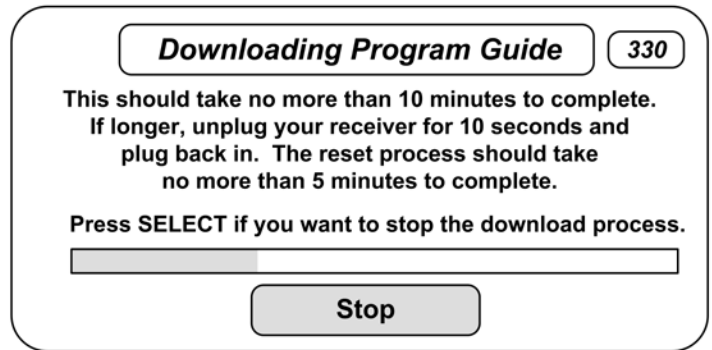 Downloading Program Guide 330
This should take no more than 10 minutes to complete.
If longer, unplug your receiver for 10 seconds and
plug back in. The reset process should take
no more than 5 minutes to complete.
Press SELECT if you want to stop the download process.
Stop